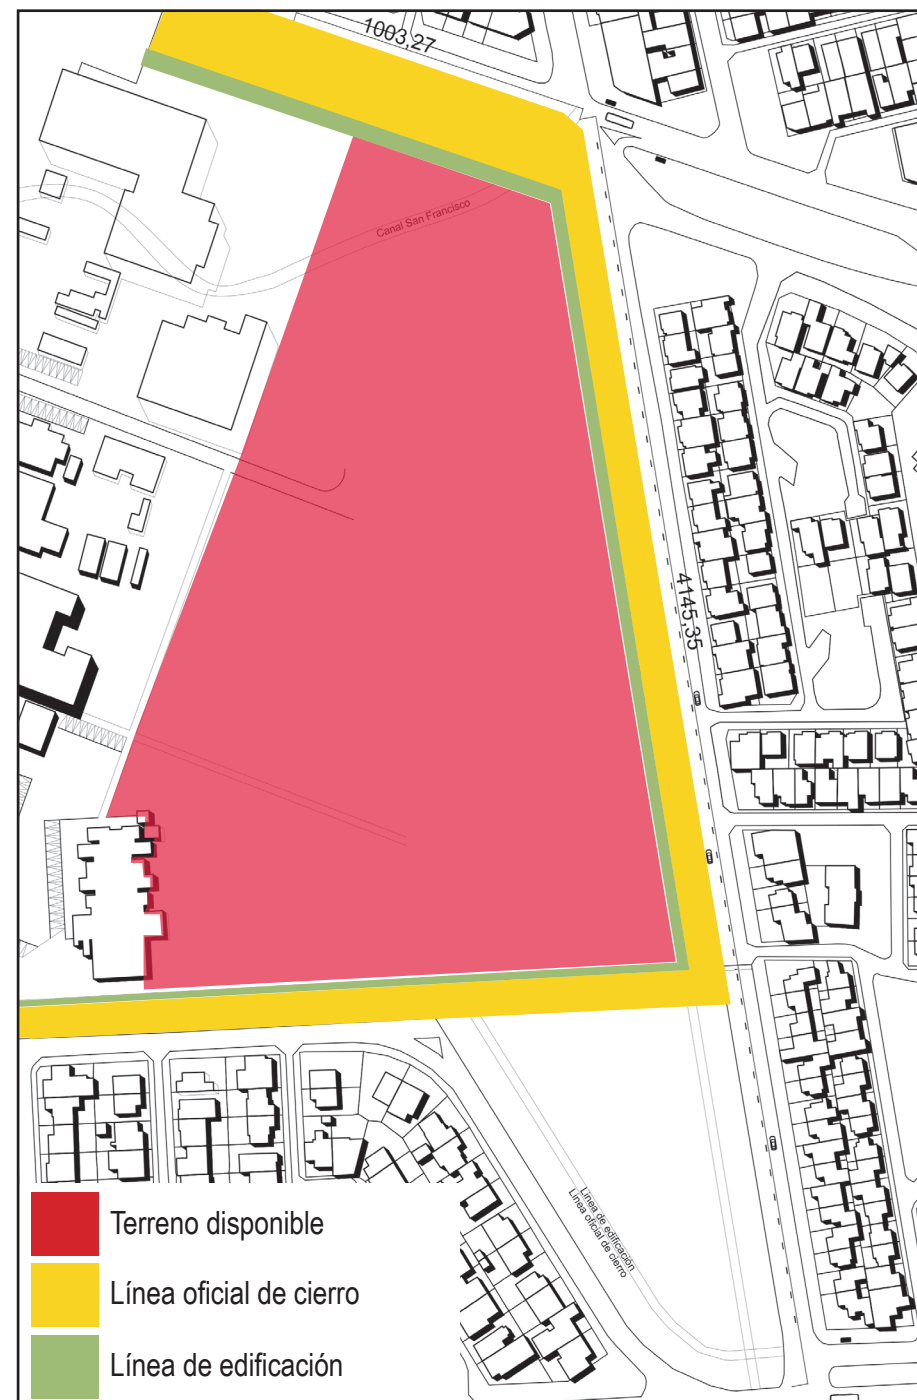 1003,27
Canal San Francisco
4145,35
Línea de edificación
Línea oficial de cierro
Terreno disponible
Línea oficial de cierro
Línea de edificación